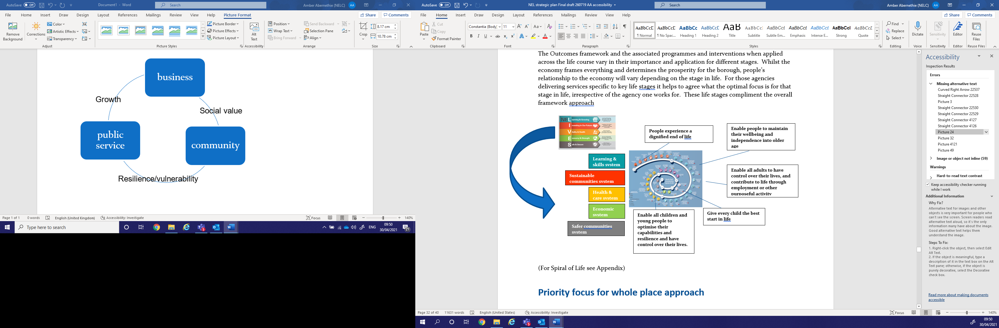 AutoSave Off
Document1 - Word
Search
Amber Abernethie (NELC) AA
File Home Insert Draw Design Layout References Mailings Review View Help Picture Format
Share Comments
Remove
Background
Corrections
Color
Artistic Effects
Transparency
Adjust
Picture Styles
Picture Border
Picture Effects
Picture Layout
Alt
Text
Accessibility
Position
Wrap Text
Bring Forward
Send Backward
Selection Pane
Align
Arrange
Crop
8.17 cm
10.78 cm
Size
business
Growth
Social value
public
service
community
Resilience/vulnerability
Page 1 of 1 0 words English (United Kingdom) Accessibility: Investigate
Focus
140%
Type here to search
ENG
09:50
30/04/2021
21
AutoSave Off
NEL strategic plan Final draft 260719 AA accessibility
Search
Amber Abernethie (NELC) AA
File Home Insert Draw Design Layout References Mailings Review View Help
Share Comments
Paste
Cut
Copy
Format Painter
Clipboard
Constantia (Body) 11
Font
Paragraph
AaBbCcD AaBbCcD AaBbCc AaBbCcD AaB AaBbCcl AaBbCcl AaBbCcl AaBbCcl AaBbCcl AaBbCcD
¶ Normal ¶ No Spac... Heading 1 Heading 2 Title Subtitle Subtle Em... Emphasis Intense E... Strong Quote
Styles
Find
Replace
Select
Editing
Dictate
Voice
Sensitivity
Sensitivity
Editor
Editor
Reuse
Files
Reuse Files
The Outcomes framework and the associated programmes and interventions when applied
across the life course vary in their importance and application for different stages. Whilst the
economy frames everything and determines the prosperity for the borough, people's
relationship to the economy will vary depending on the stage in life. For those agencies
delivering services specific to key life stages it helps to agree what the optimal focus is for that
stage in life, irrespective of the agency one works for. These life stages compliment the overall
framework approach
NEL earning & Growing
I nvesting in Our Future
V itality & Health
E conomy & Strength
S afe & Secure
People experience a
dignified end of life
Enable people to maintain
their wellbeing and
independence into older
age
Learning &
skills system
Sustainable
communities system
Health &
care system
Economic
system
Safer communities
system
Enable all adults to have
control over their lives, and
contribute to life through
employment or other
purposeful activity
Enable all children and
young people to
optimise their
capabilities and
resilience and have
control over their lives.
Give every child the best
start in life
(For Spiral of Life see Appendix)
Priority focus for whole place approach
Accessibility
Inspection Results
Errors
Missing alternative text
Curved Right Arrow 22537
Straight Connector 22528
Picture 3
Straight Connector 22530
Straight Connector 22529
Straight Connector 4127
Straight Connector 4126
Picture 24
Picture 32
Picture 4121
Picture 49
Image or object not inline (59)
Warnings
Hard-to-read text contrast
Keep accessibility checker running
while I work
Additional Information
Why Fix?
Alternative text for images and other
objects is very important for people who
can't see the screen. Screen readers read
alternative text aloud, so it's the only
information many have about the image.
Good alternative text helps them
understand the image.
Steps To Fix:
1. Right-click the object, then select Edit
Alt Text.
2. If the object is meaningful, type a
description of it in the text box on the Alt
Text pane; otherwise, if the object is
purely decorative, select the Decorative
check box.
Read more about making documents
accessible
Page 32 of 40 11631 words English (United States) Accessibility: Investigate
Focus
140%
09:50
30/04/2021